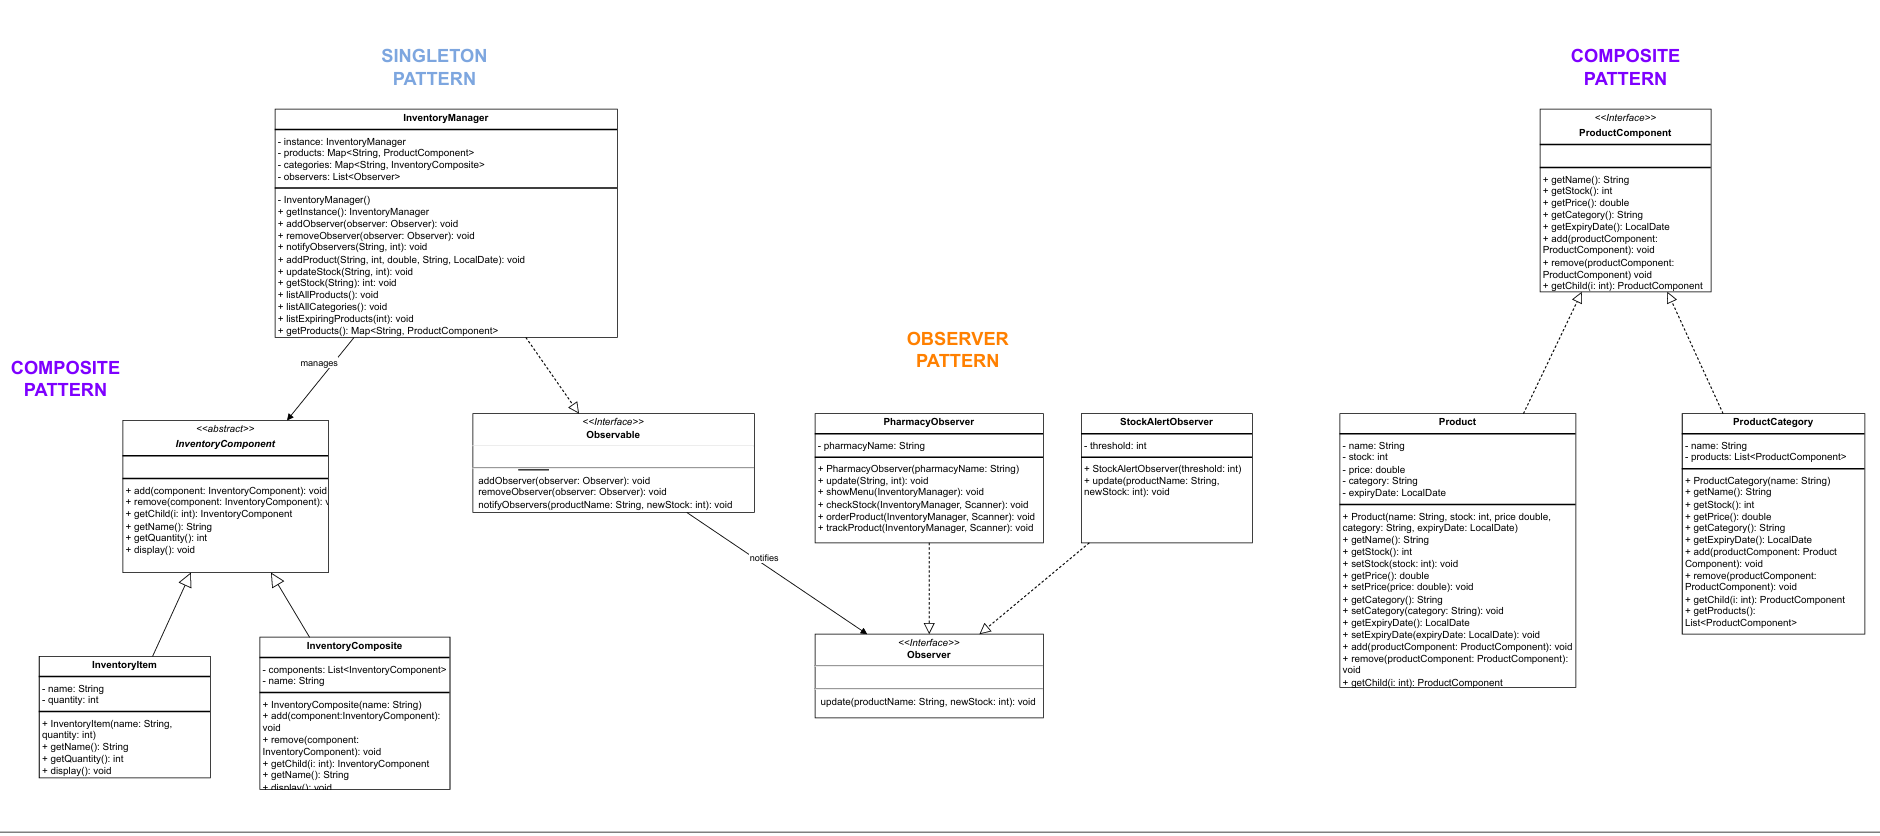 SINGLETON
PATTERN
InventoryManager
- instance: InventoryManager
- products: Map<String, ProductComponent>
- categories: Map<String, InventoryComposite>
- observers: List<Observer>
- InventoryManager()
+ getInstance(): InventoryManager
+ addObserver(observer: Observer): void
+ removeObserver(observer: Observer): void
+ notifyObservers(String, int): void
+ addProduct(String, int, double, String, LocalDate): void
+ updateStock(String, int): void
+ getStock(String): int: void
+ listAllProducts(): void
+ listAllCategories(): void
+ listExpiringProducts(int): void
+ getProducts(): Map<String, ProductComponent>
manages
COMPOSITE
PATTERN
<<abstract>>
InventoryComponent
+ add(component: InventoryComponent): void
+ remove(component: InventoryComponent): v
+ getChild(i: int): InventoryComponent
+ getName(): String
+ getQuantity(): int
+ display(): void
InventoryItem
- name: String
- quantity: int
+ InventoryItem(name: String,
quantity: int)
+ getName(): String
+ getQuantity(): int
+ display(): void
InventoryComposite
- components: List<InventoryComponent>
- name: String
+ InventoryComposite(name: String)
+ add(component:InventoryComponent):
void
+ remove(component:
InventoryComponent): void
+ getChild(i: int): InventoryComponent
+ getName(): String
+ display(): void
<<Interface>>
Observable
addObserver(observer: Observer): void
removeObserver(observer: Observer): void
notifyObservers(productName: String, newStock: int): void
notifies
OBSERVER
PATTERN
PharmacyObserver
- pharmacyName: String
+ PharmacyObserver(pharmacyName: String)
+ update(String, int): void
+ showMenu(InventoryManager): void
+ checkStock(InventoryManager, Scanner): void
+ orderProduct(InventoryManager, Scanner): void
+ trackProduct(InventoryManager, Scanner): void
StockAlertObserver
- threshold: int
+ StockAlertObserver(threshold: int)
+ update(productName: String,
newStock: int): void
<<Interface>>
Observer
update(productName: String, newStock: int): void
COMPOSITE
PATTERN
<<Interface>>
ProductComponent
+ getName(): String
+ getStock(): int
+ getPrice(): double
+ getCategory(): String
+ getExpiryDate(): LocalDate
+ add(productComponent:
ProductComponent): void
+ remove(productComponent:
ProductComponent) void
+ getChild(i: int): ProductComponent
Product
- name: String
- stock: int
- price: double
- category: String
- expiryDate: LocalDate
+ Product(name: String, stock: int, price double,
category: String, expiryDate: LocalDate)
+ getName(): String
+ getStock(): int
+ setStock(stock: int): void
+ getPrice(): double
+ setPrice(price: double): void
+ getCategory(): String
+ setCategory(category: String): void
+ getExpiryDate(): LocalDate
+ setExpiryDate(expiryDate: LocalDate): void
+ add(productComponent: ProductComponent): void
+ remove(productComponent: ProductComponent):
void
+ getChild(i: int): ProductComponent
ProductCategory
- name: String
- products: List<ProductComponent>
+ ProductCategory(name: String)
+ getName(): String
+ getStock(): int
+ getPrice(): double
+ getCategory(): String
+ getExpiryDate(): LocalDate
+ add(productComponent: Product
Component): void
+ remove(productComponent:
ProductComponent): void
+ getChild(i: int): ProductComponent
+ getProducts():
List<ProductComponent>